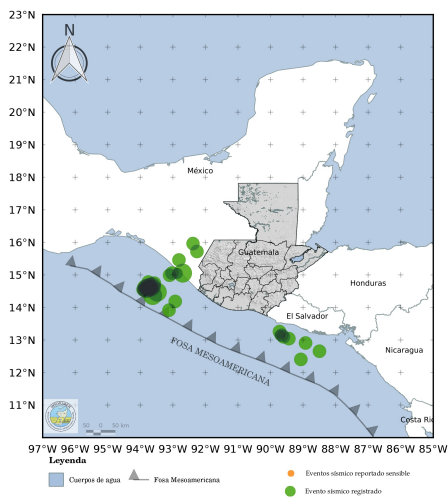 23°N
22°N
21°N
20°N
19°N
18°N
17°N
16°N
15°N
14°N
13°N
12°N
11°N
N
México
Guatemala
Honduras
El Salvador
Nicaragua
FOSA MESOAMERICANA
Costa Ric
50 0 50 km
97°W 96°W 95°W 94°W 93°W 92°W 91°W 90°W 89°W 88°W 87°W 86°W 85°W
Leyenda
Cuerpos de agua
Fosa Mesoamericana
Eventos sísmico reportado sensible
Evento sísmico registrado